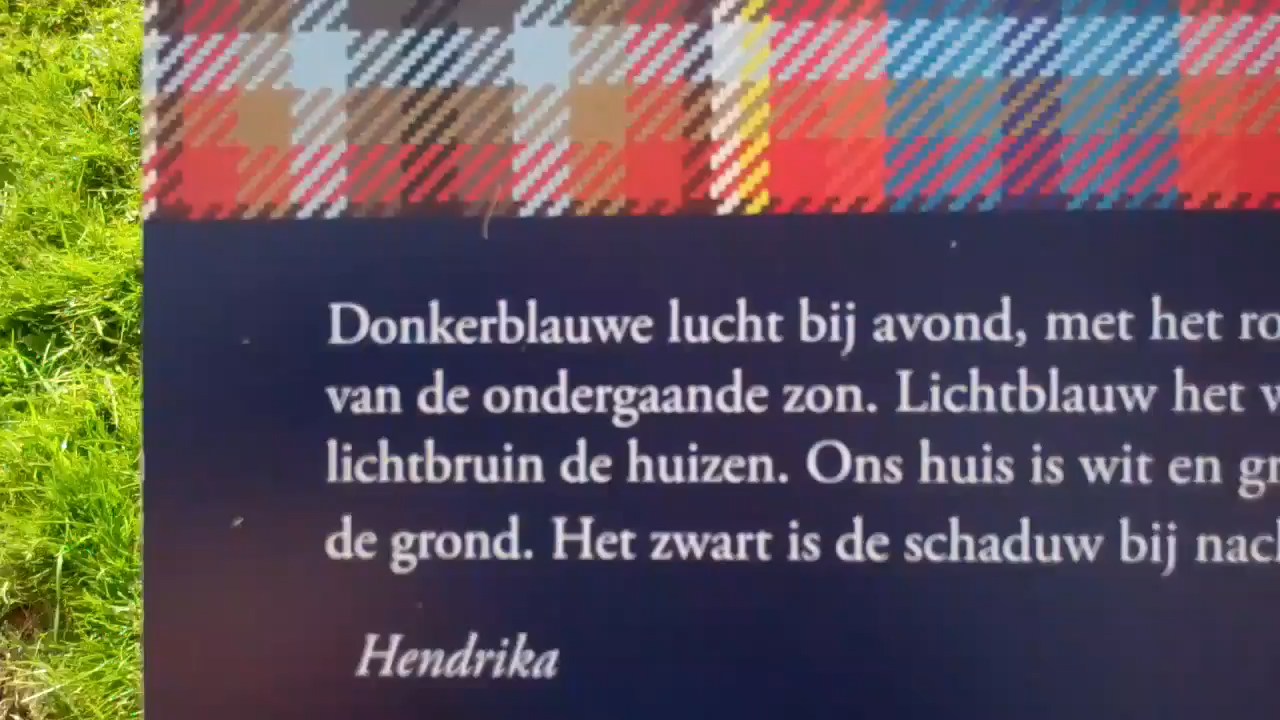 Donkerblauwe lucht bij avond, met het
van de ondergaande zon. Lichtblauw het
lichtbruin de huizen. Ons huis is wit en
de grond. Het zwart is de schaduw bij
Hendrika